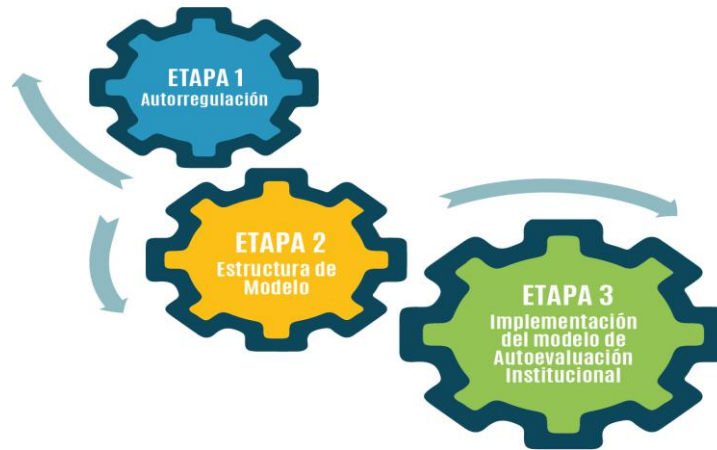 ETAPA 1
Autorregulación
ETAPA 2
Estructura de
Modelo
ETAPA 3
Implementación
del modelo de
Autoevaluación
Institucional